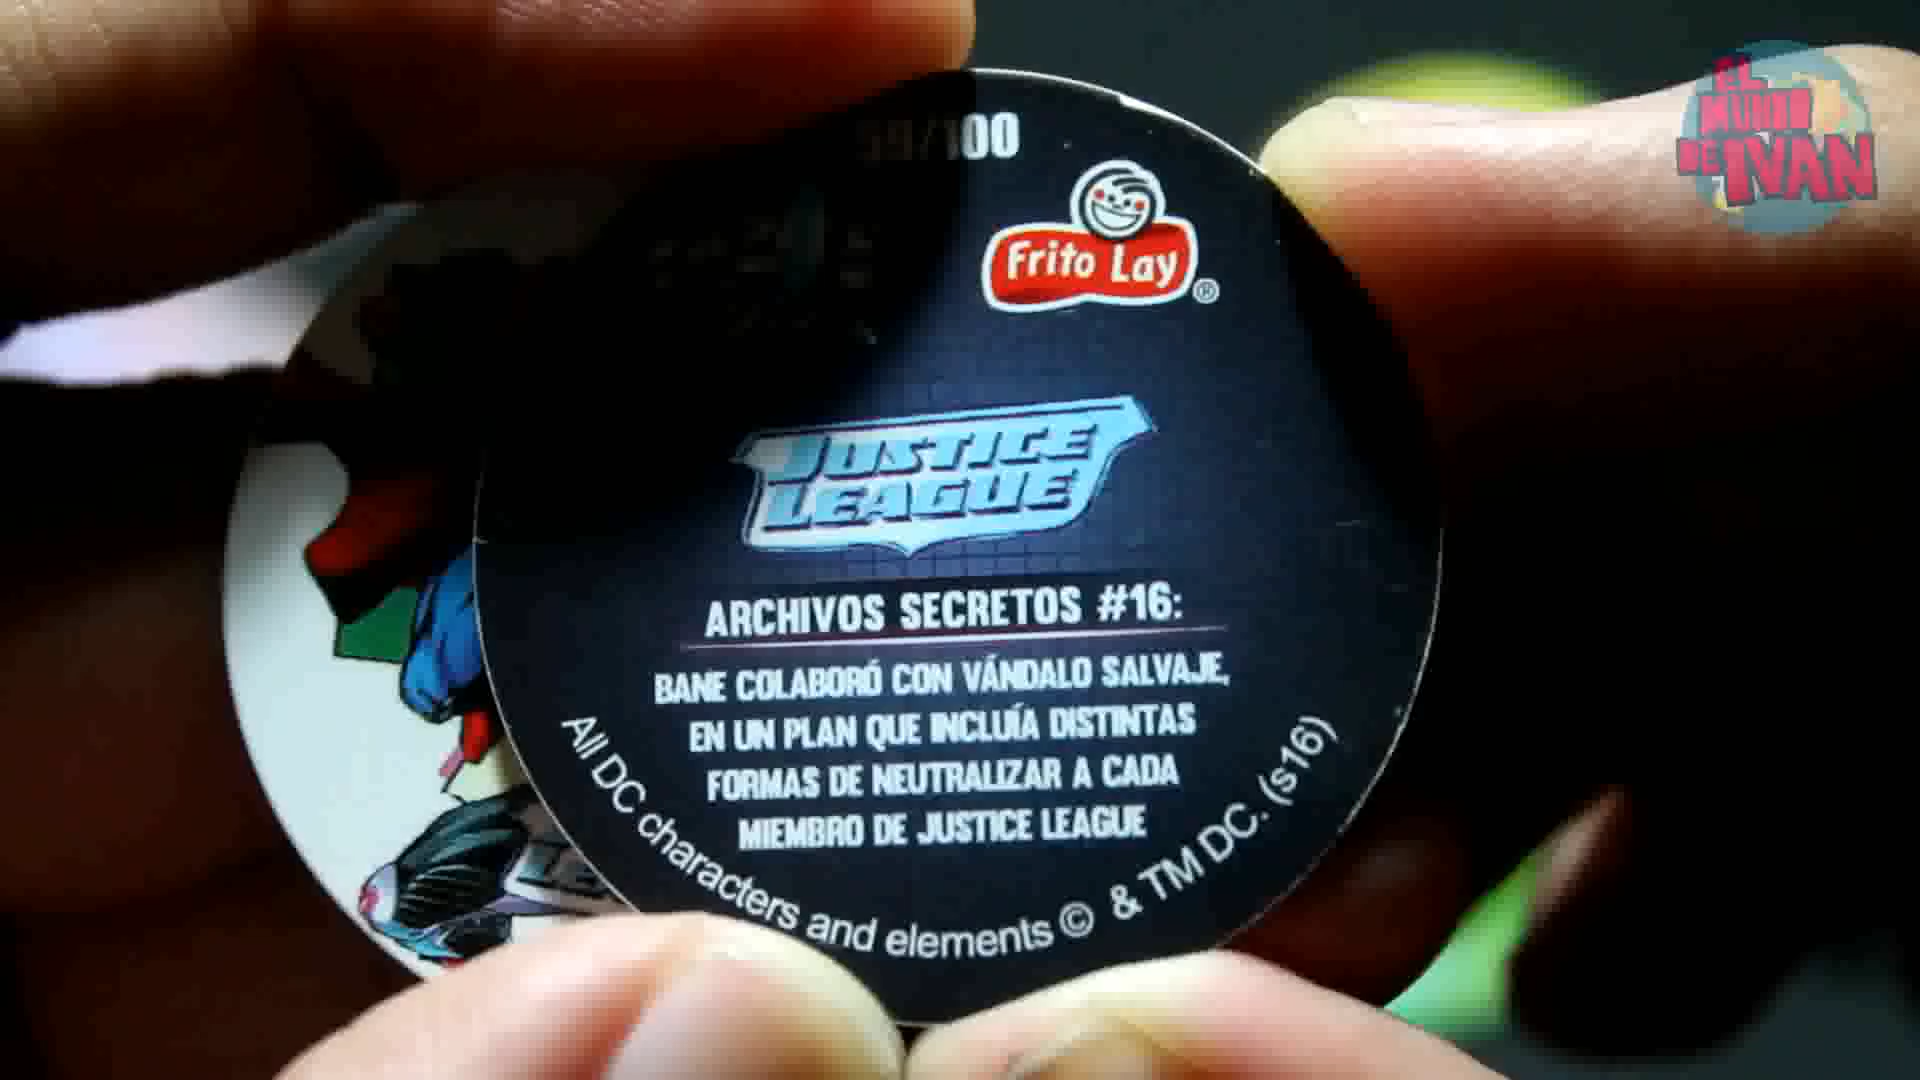 EL
MUNDO
DE IVAN
/100
Frito Lay
®
JUSTICE
LEAGUE
ARCHIVOS SECRETOS #16:
BANE COLABORÓ CON VÁNDALO SALVAJE,
EN UN PLAN QUE INCLUÍA DISTINTAS
FORMAS DE NEUTRALIZAR A CADA
MIEMBRO DE JUSTICE LEAGUE
All DC characters and elements © & TM DC. (s16)